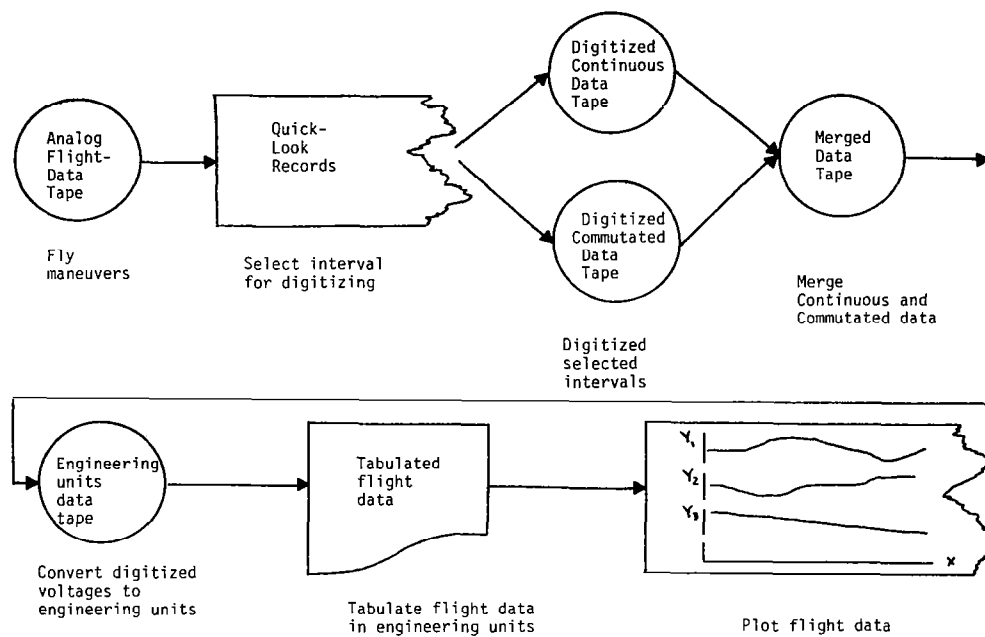 Analog
Flight-
Data
Tape
Fly
maneuvers
Quick-
Look
Records
Select interval
for digitizing
Digitized
Continuous
Data
Tape
Digitized
Commutated
Data
Tape
Digitized
selected
intervals
Merged
Data
Tape
Merge
Continuous and
Commutated data
Engineering
units
data
tape
Convert digitized
voltages to
engineering units
Tabulated
flight
data
Tabulate flight data
in engineering units
Y₁
Y₂
Y₃
X
Plot flight data